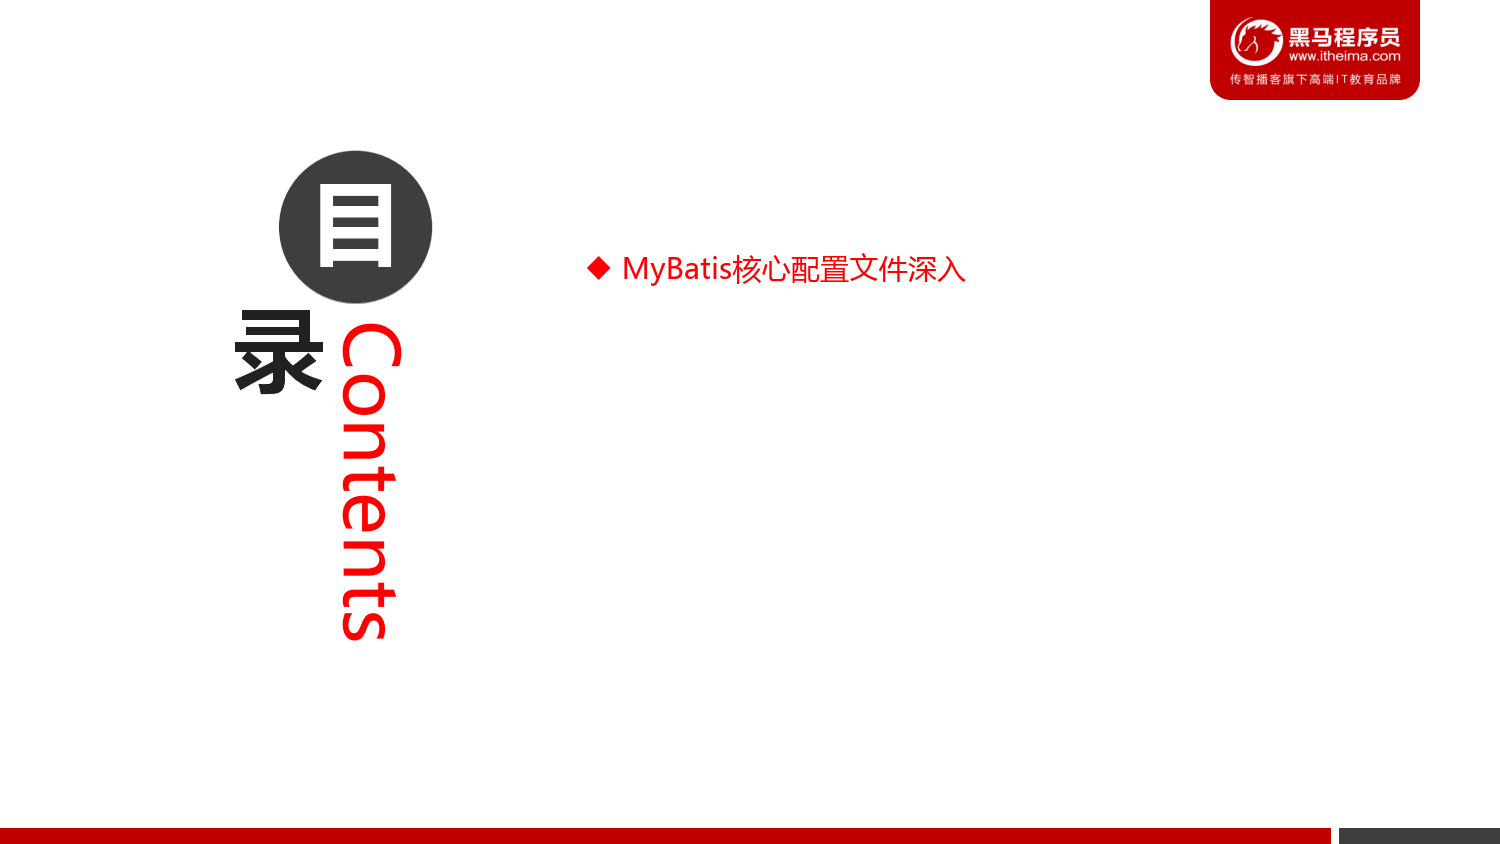 黑马程序员
www.itheima.com
传智播客旗下高端IT教育品牌
目
录
Contents
◆ MyBatis核心配置文件深入